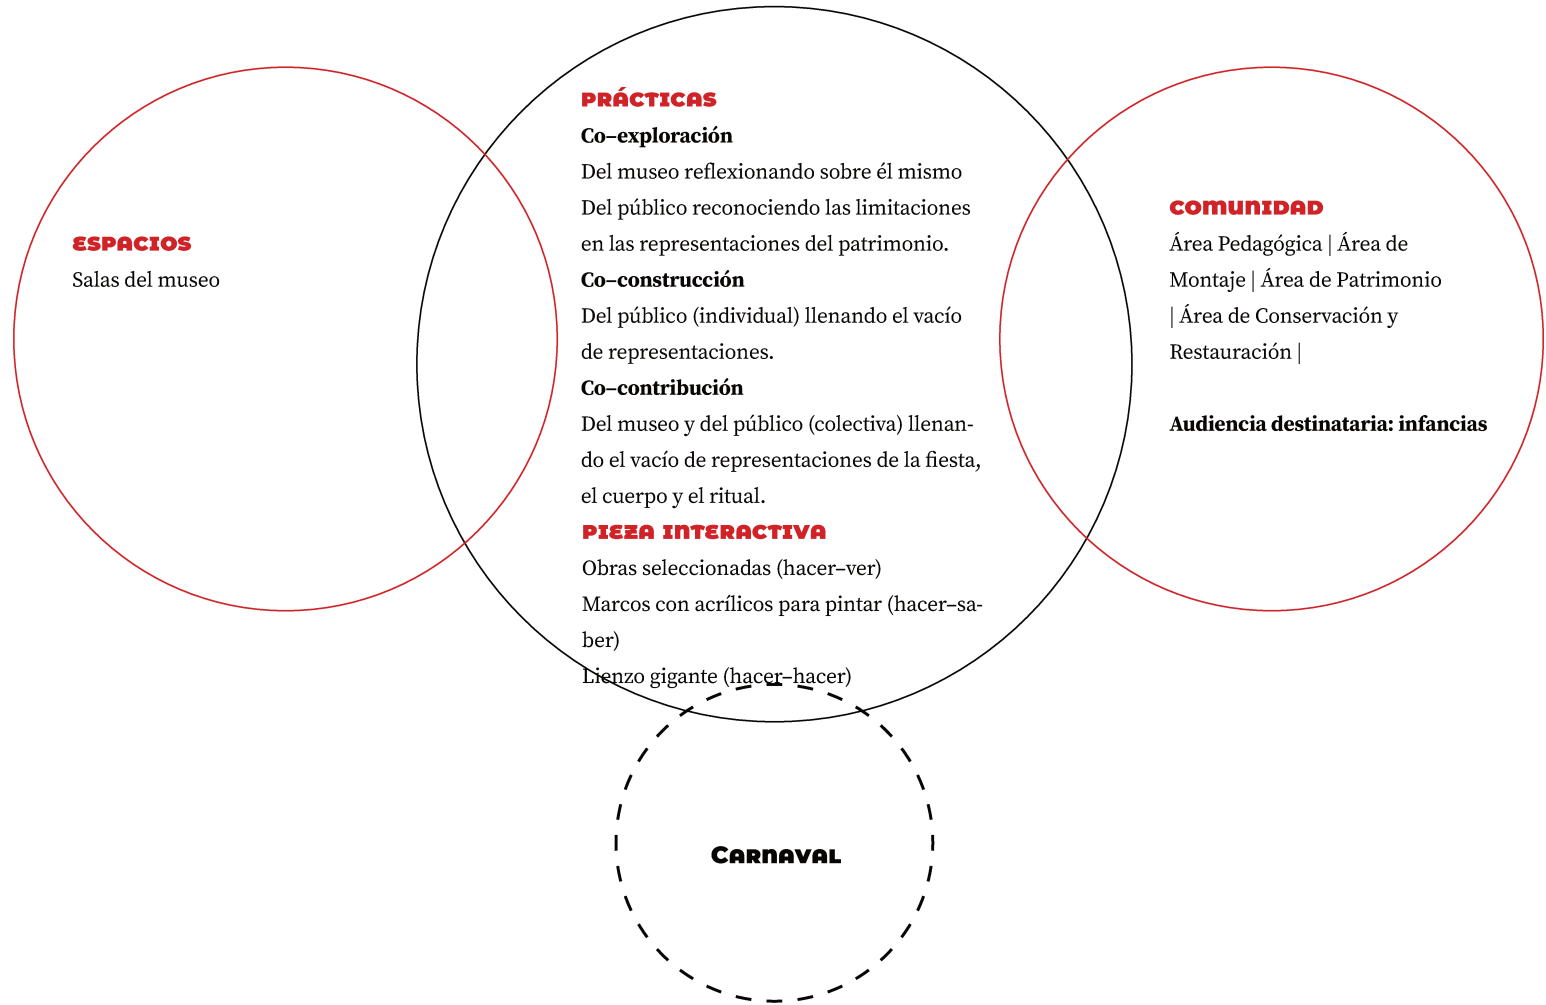 ESPACIOS
Salas del museo
PRÁCTICAS
Co–exploración
Del museo reflexionando sobre él mismo
Del público reconociendo las limitaciones
en las representaciones del patrimonio.
Co–construcción
Del público (individual) llenando el vacío
de representaciones.
Co–contribución
Del museo y del público (colectiva) llenan-
do el vacío de representaciones de la fiesta,
el cuerpo y el ritual.
PIEZA INTERACTIVA
Obras seleccionadas (hacer–ver)
Marcos con acrílicos para pintar (hacer–sa-
ber)
Lienzo gigante (hacer–hacer)
COMUNIDAD
Área Pedagógica | Área de
Montaje | Área de Patrimonio
| Área de Conservación y
Restauración |
Audiencia destinataria: infancias
CARNAVAL